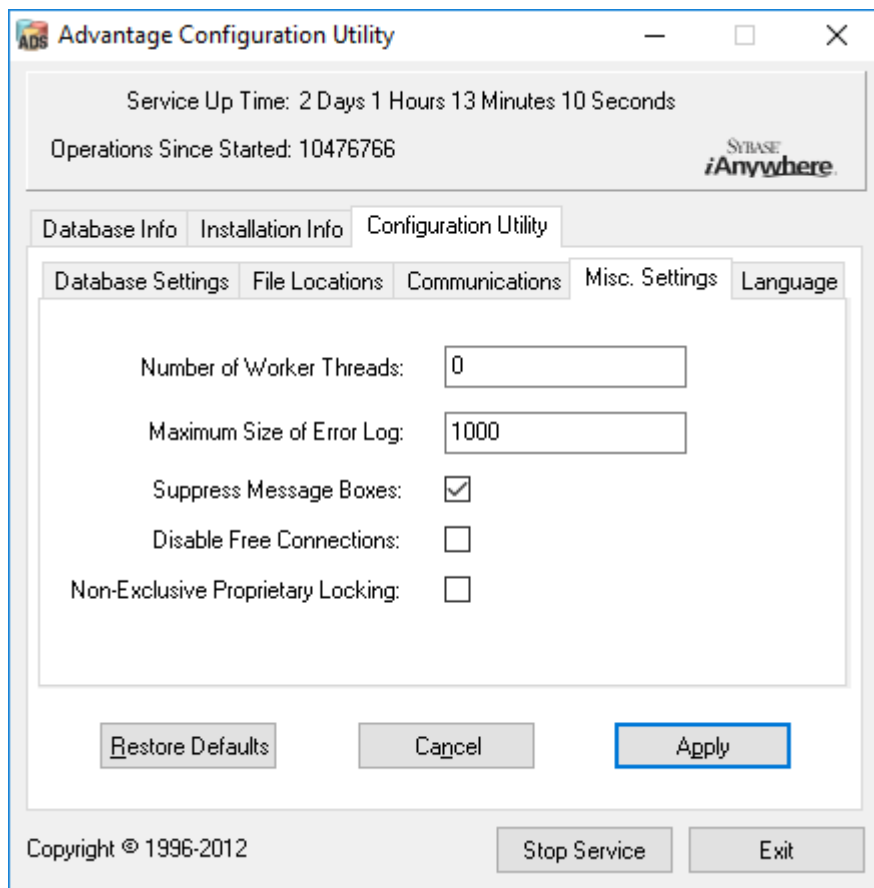 ADS Advantage Configuration Utility
Service Up Time: 2 Days 1 Hours 13 Minutes 10 Seconds
Operations Since Started: 10476766
SYBASE
iAnywhere.
Database Info Installation Info Configuration Utility
Database Settings File Locations Communications Misc. Settings Language
Number of Worker Threads: 0
Maximum Size of Error Log: 1000
Suppress Message Boxes:
Disable Free Connections:
Non-Exclusive Proprietary Locking:
Restore Defaults Cancel Apply
Copyright © 1996-2012 Stop Service Exit